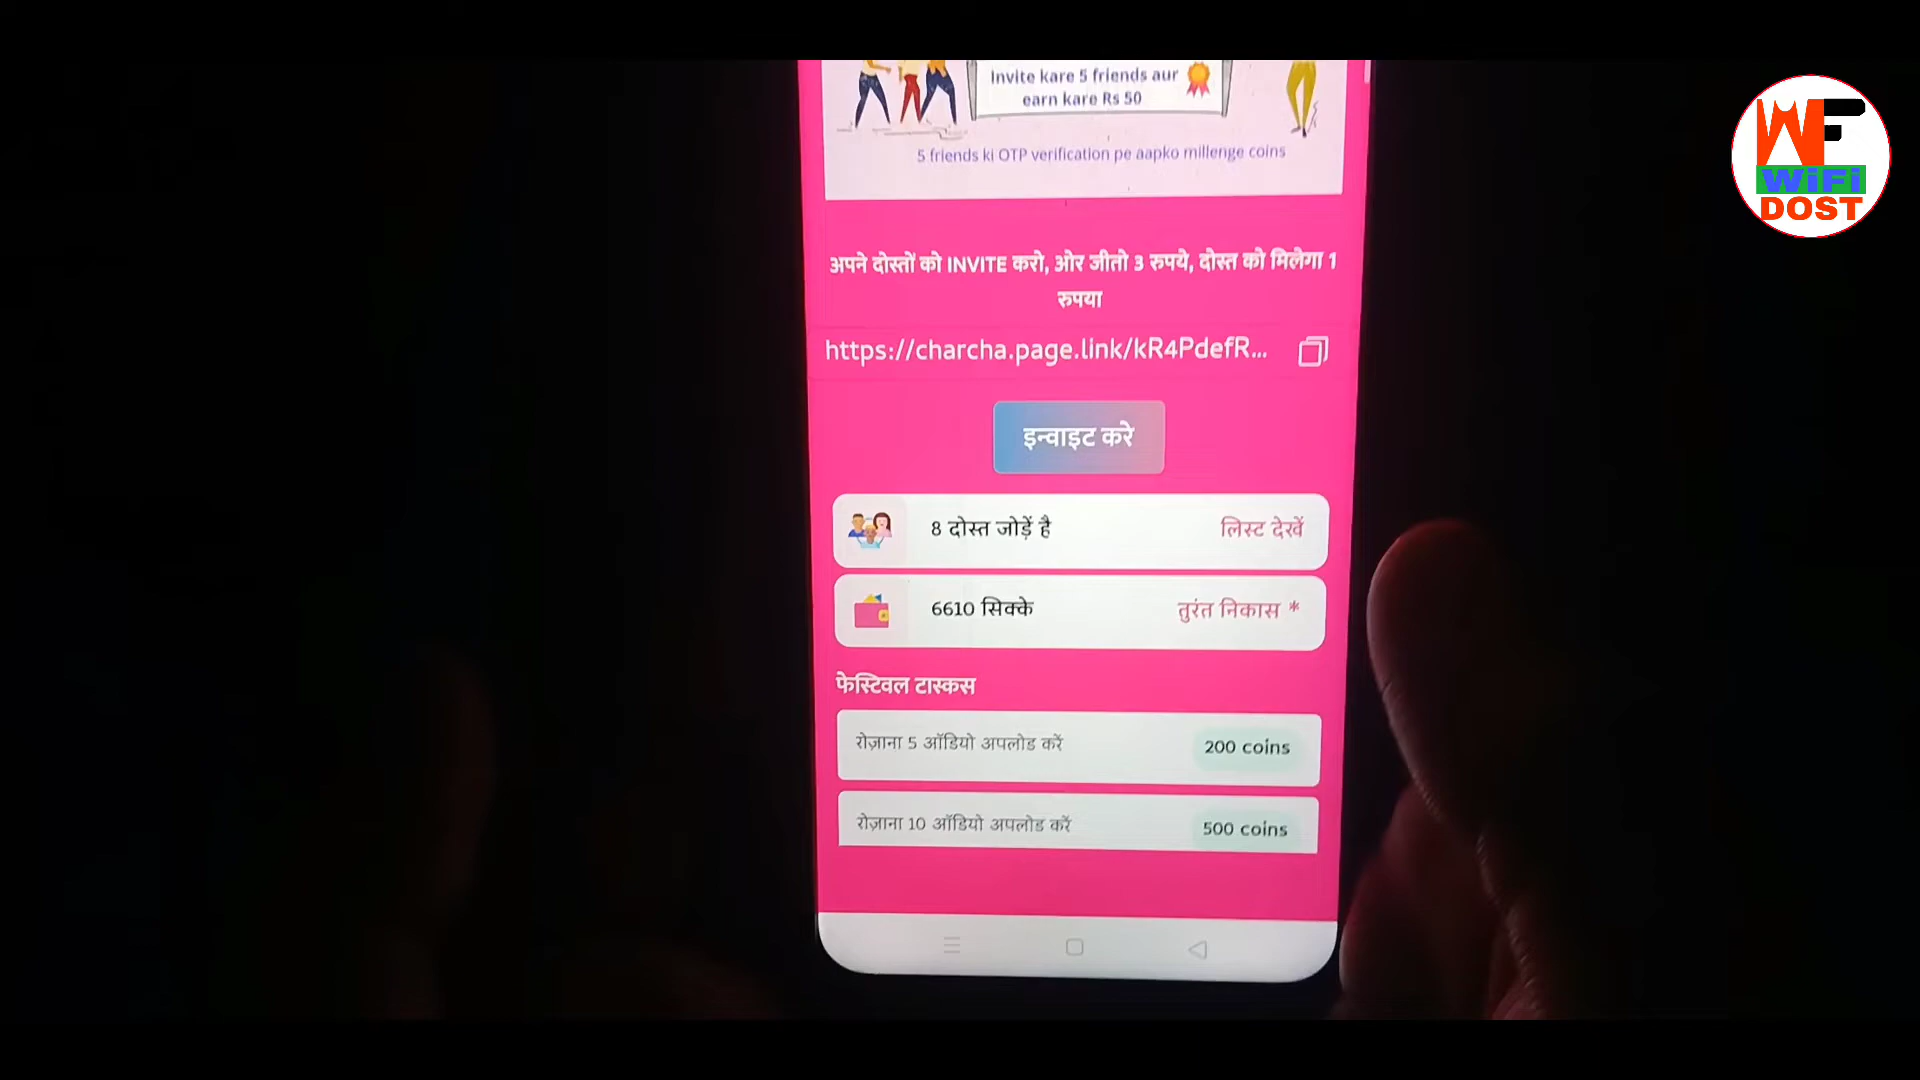 Invite kare 5 friends aur
earn kare Rs 50
5 friends ki OTP verification pe aapko millenge coins
अपने दोस्तों को INVITE करो, ओर जीतो 3 रुपये, दोस्त को मिलेगा 1
रुपया
https://charcha.page.link/kR4PdefR...
इन्वाइट करे
8 दोस्त जोड़ें है
लिस्ट देखें
6610 सिक्के
तुरंत निकास *
फेस्टिवल टास्कस
रोज़ाना 5 ऑडियो अपलोड करें
200 coins
रोज़ाना 10 ऑडियो अपलोड करें
500 coins
WF
WiFi
DOST